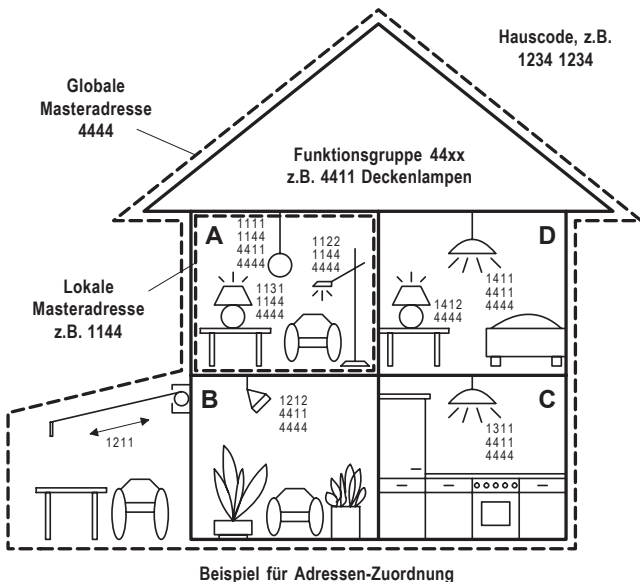 Hauscode, z.B.
1234 1234
Globale
Masteradresse
4444
Funktionsgruppe 44xx
z.B. 4411 Deckenlampen
A
1111
1144
4411
4444
1122
1144
4444
1131
1144
4444
D
1411
4411
4444
1412
4444
Lokale
Masteradresse
z.B. 1144
B
1212
4411
4444
C
1311
4411
4444
1211
Beispiel für Adressen-Zuordnung